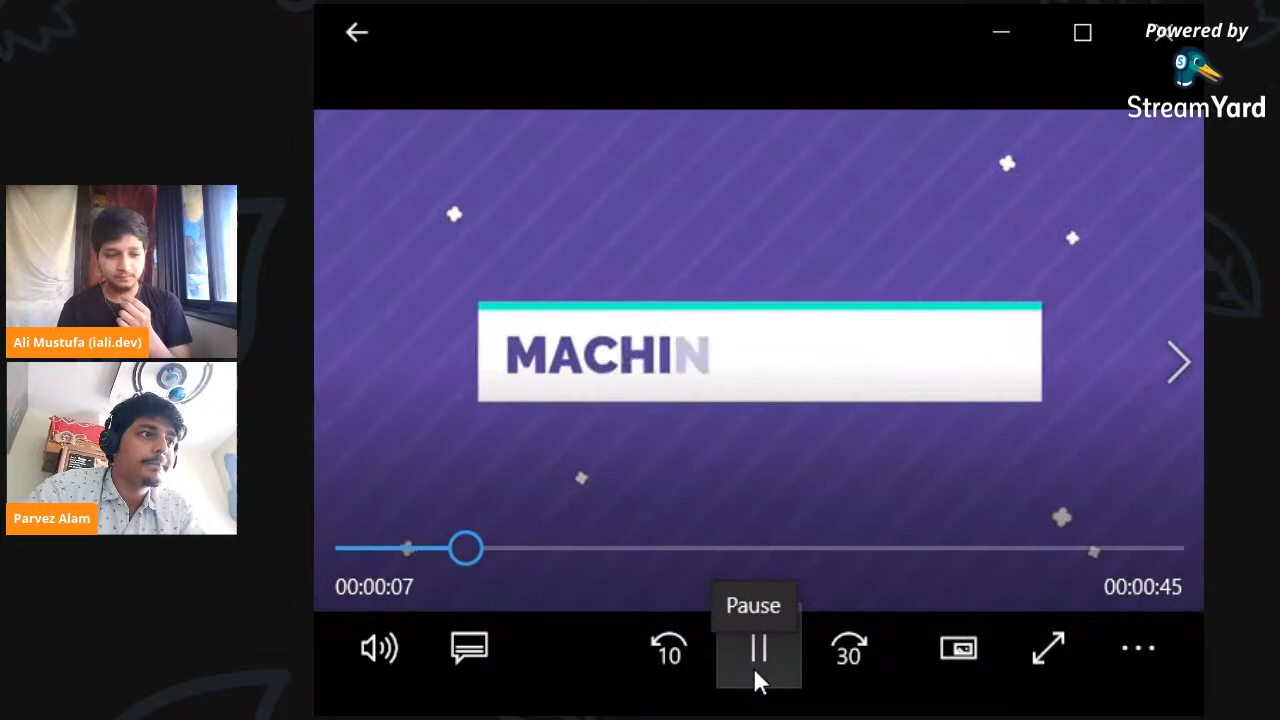 Powered by
StreamYard
MACHIN
Ali Mustufa (iali.dev)
Parvez Alam
00:00:07
00:00:45
Pause
10
30